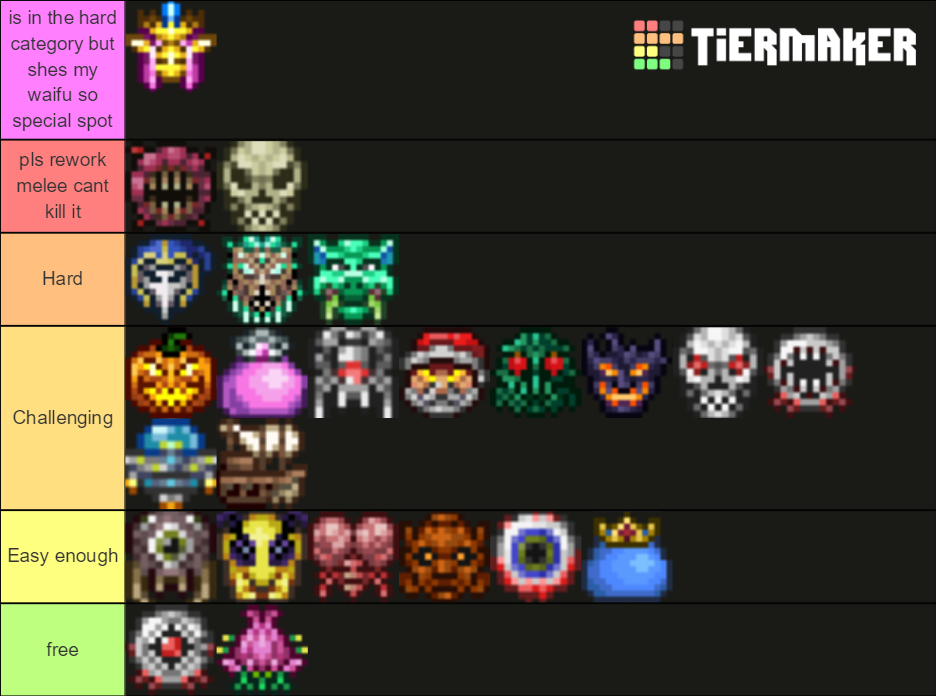 is in the hard
category but
shes my
waifu so
special spot
TiERMAKER
pls rework
melee cant
kill it
Hard
Challenging
Easy enough
free